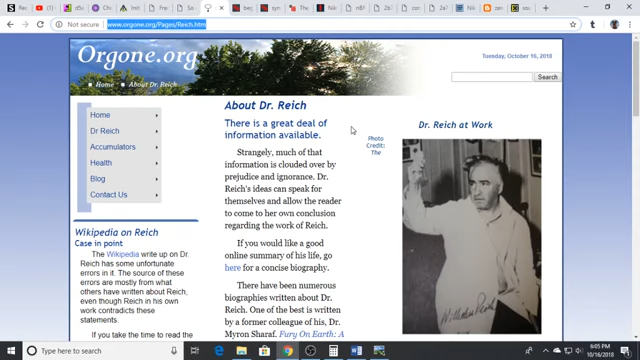 Not secure
www.orgone.org/Pages/Reich.htm
Orgone.org
Home
About Dr. Reich
Tuesday, October 16, 2018
Search
Home
Dr Reich
Accumulators
Health
Blog
Contact Us
Wikipedia on Reich
Case in point
The Wikipedia write up on Dr.
Reich has some unfortunate
errors in it. The source of these
errors are mostly from what
others have written about Reich,
even though Reich in his own
work contradicts these
statements.
If you take the time to read the
About Dr. Reich
There is a great deal of
information available.
Strangely, much of that
information is clouded over by
prejudice and ignorance. Dr.
Reich's ideas can speak for
themselves and allow the reader
to come to her own conclusion
regarding the work of Reich.
If you would like a good
online summary of his life, go
here for a concise biography.
There have been numerous
biographies written about Dr.
Reich. One of the best is written
by a former colleague of his, Dr.
Myron Sharaf. Fury On Earth: A
Photo
Credit:
The
Dr. Reich at Work
Wilhelm Reich
Type here to search
6:05 PM
10/16/2018